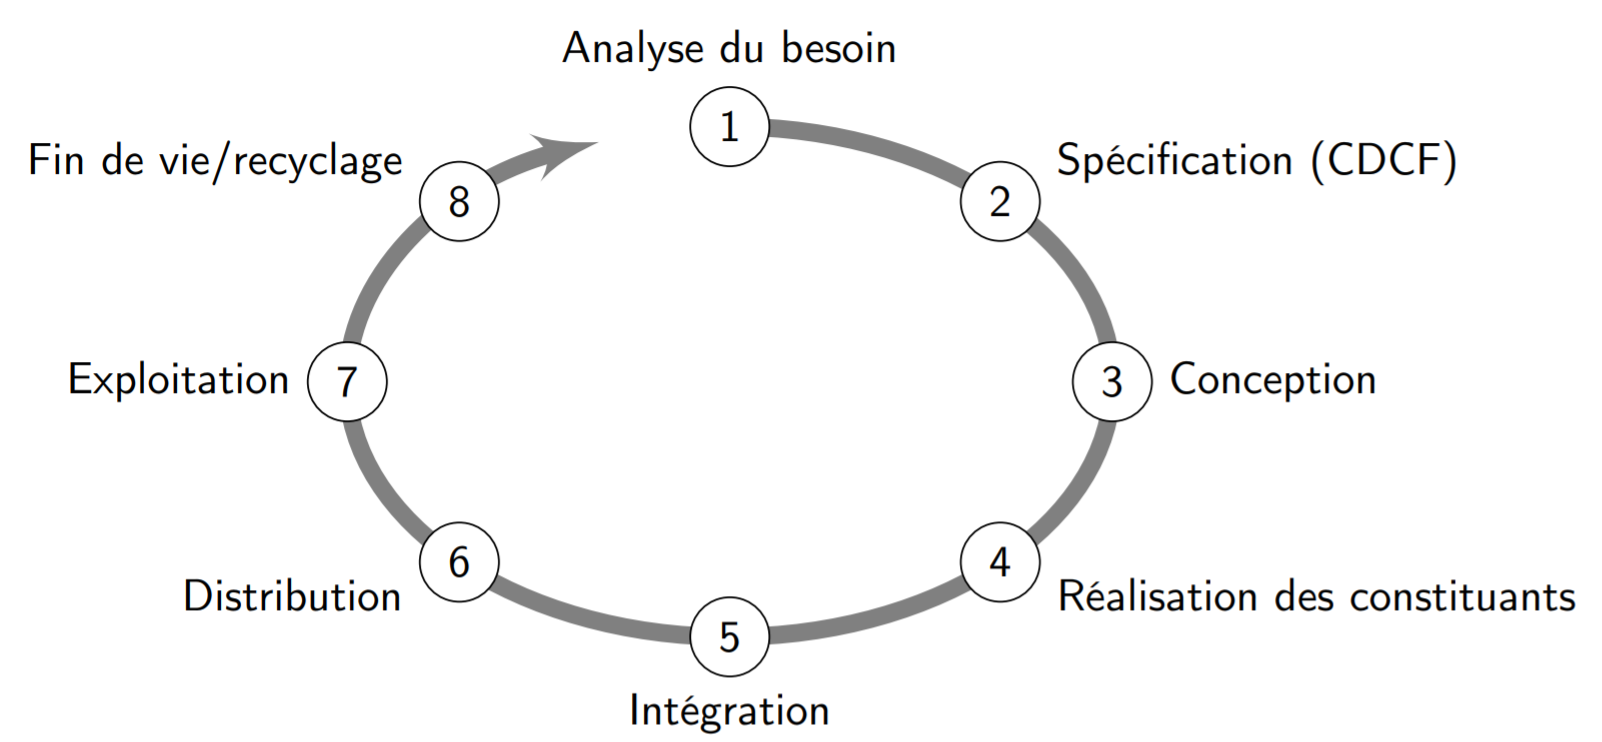 Analyse du besoin
1
Spécification (CDCF)
2
Conception
3
Réalisation des constituants
4
Intégration
5
Distribution
6
Exploitation
7
Fin de vie/recyclage
8